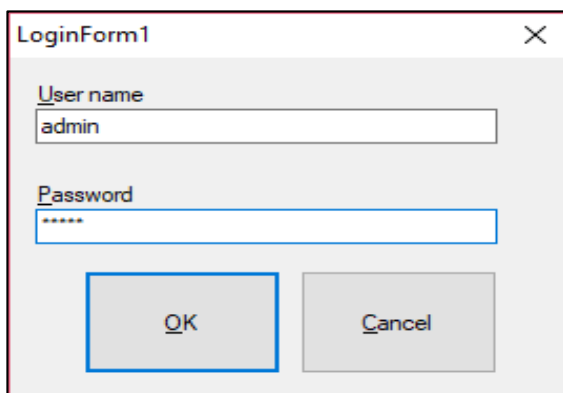 LoginForm1
User name
admin
Password
*****
OK
Cancel